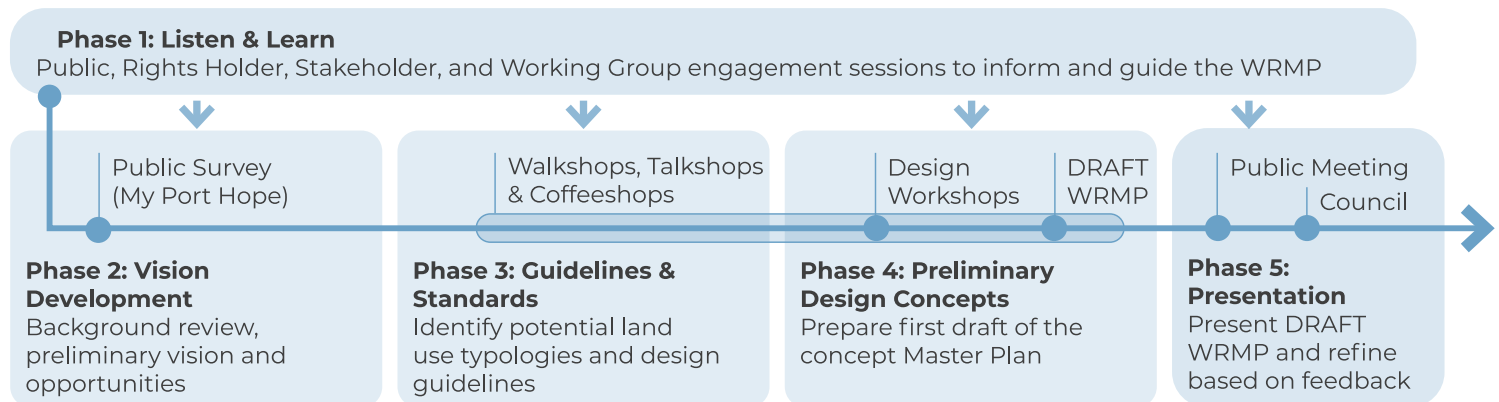 Phase 1: Listen & Learn
Public, Rights Holder, Stakeholder, and Working Group engagement sessions to inform and guide the WRMP
Public Survey
(My Port Hope)
Phase 2: Vision
Development
Background review,
preliminary vision and
opportunities
Walkshops, Talkshops
& Coffeeshops
Phase 3: Guidelines &
Standards
Identify potential land
use typologies and design
guidelines
Design
Workshops
DRAFT
WRMP
Phase 4: Preliminary
Design Concepts
Prepare first draft of the
concept Master Plan
Public Meeting
Council
Phase 5:
Presentation
Present DRAFT
WRMP and refine
based on feedback